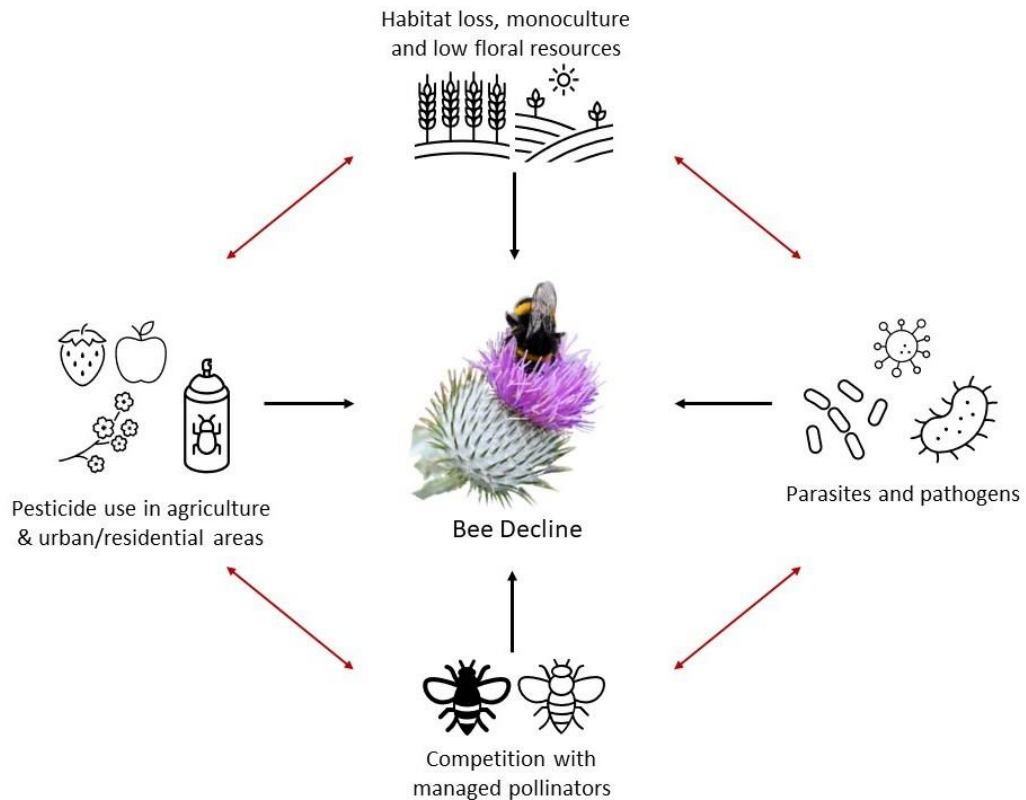 Habitat loss, monoculture
and low floral resources
Pesticide use in agriculture
& urban/residential areas
Bee Decline
Parasites and pathogens
Competition with
managed pollinators